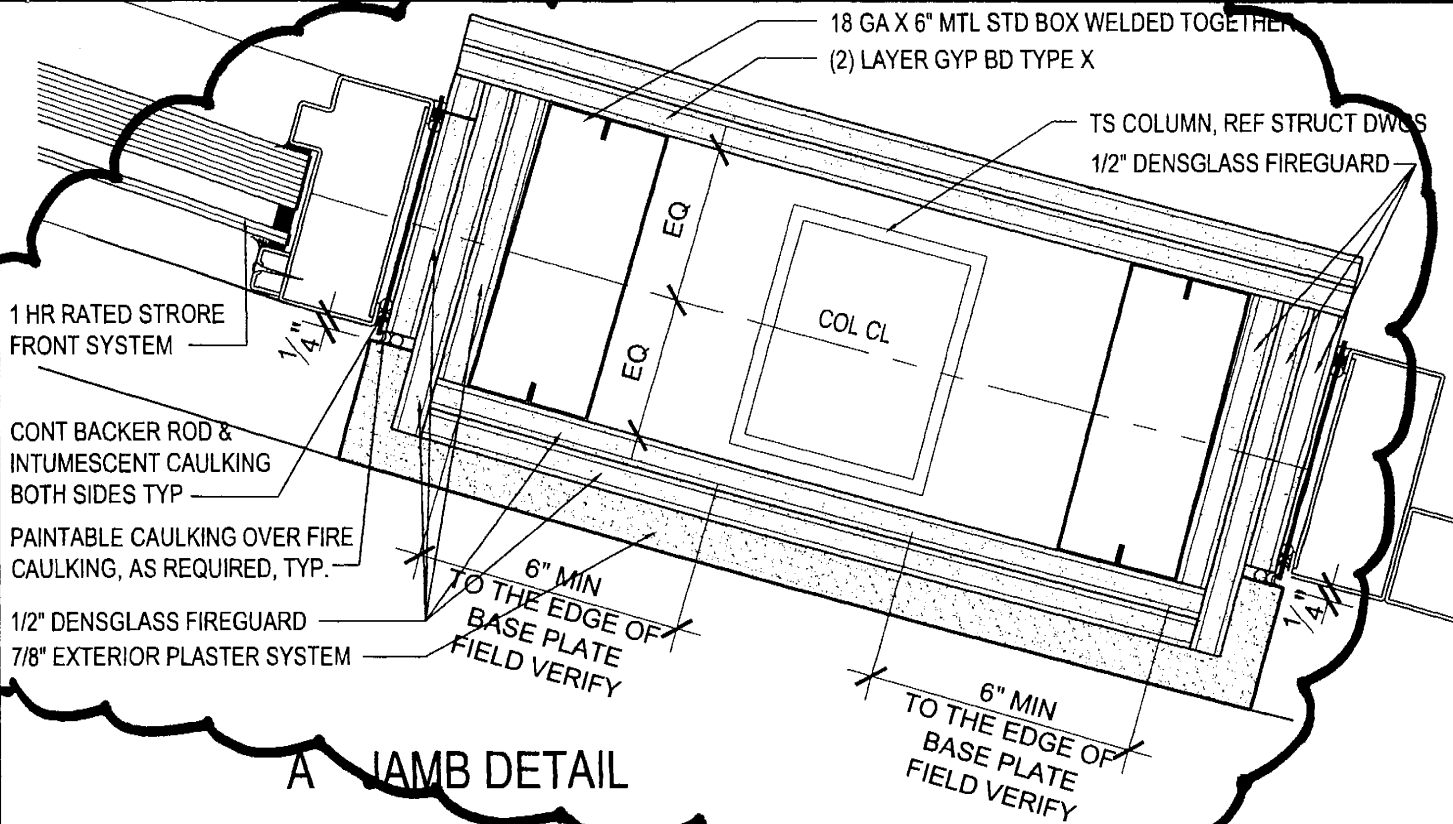 18 GA X 6" MTL STD BOX WELDED TOGETHER
(2) LAYER GYP BD TYPE X
TS COLUMN, REF STRUCT DWGS
1/2" DENSGLASS FIREGUARD
EQ
EQ
COL CL
1 HR RATED STRORE
FRONT SYSTEM
1/4"
CONT BACKER ROD &
INTUMESCENT CAULKING
BOTH SIDES TYP
PAINTABLE CAULKING OVER FIRE
CAULKING, AS REQUIRED, TYP.
1/2" DENSGLASS FIREGUARD
7/8" EXTERIOR PLASTER SYSTEM
6" MIN
TO THE EDGE OF
BASE PLATE
FIELD VERIFY
6" MIN
TO THE EDGE OF
BASE PLATE
FIELD VERIFY
1/4"
A JAMB DETAIL